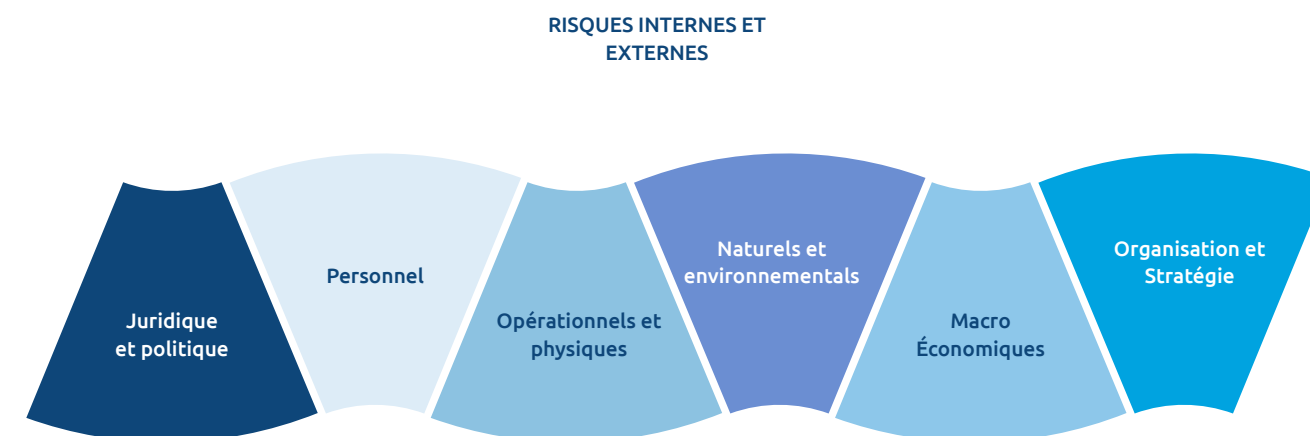 RISQUES INTERNES ET
EXTERNES
Juridique
et politique
Personnel
Opérationnels et
physiques
Naturels et
environnementals
Macro
Économiques
Organisation et
Stratégie